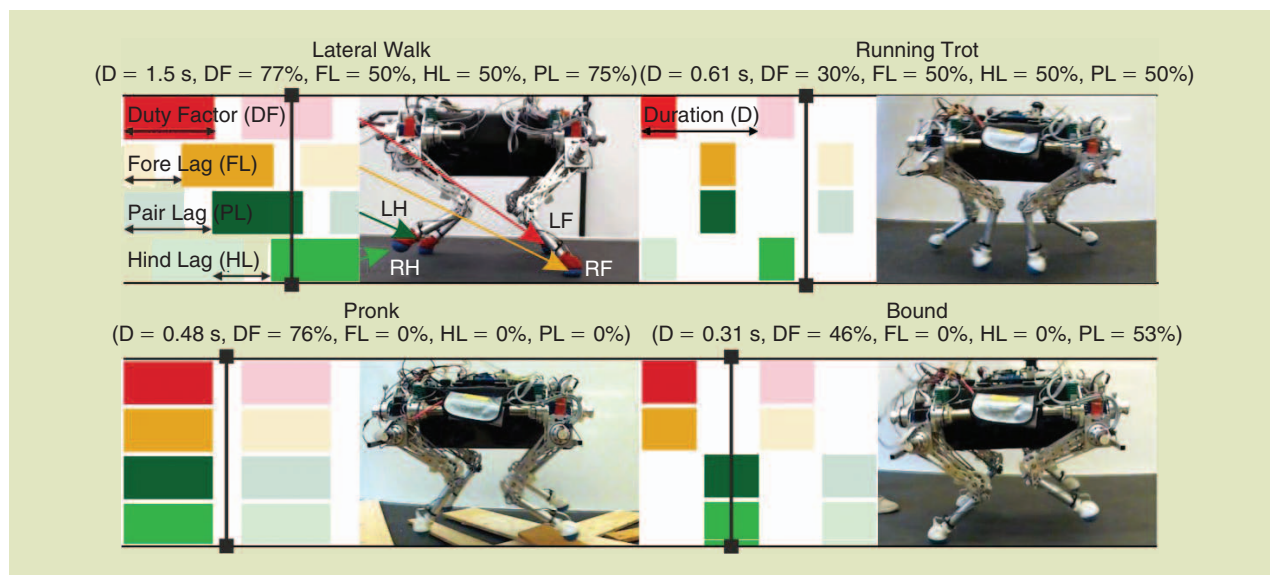 Lateral Walk
(D = 1.5 s, DF = 77%, FL = 50%, HL = 50%, PL = 75%)
Running Trot
(D = 0.61 s, DF = 30%, FL = 50%, HL = 50%, PL = 50%)
Duty Factor (DF)
Fore Lag (FL)
Pair Lag (PL)
Hind Lag (HL)
LH
LF
RH
RF
Duration (D)
Pronk
(D = 0.48 s, DF = 76%, FL = 0%, HL = 0%, PL = 0%)
Bound
(D = 0.31 s, DF = 46%, FL = 0%, HL = 0%, PL = 53%)